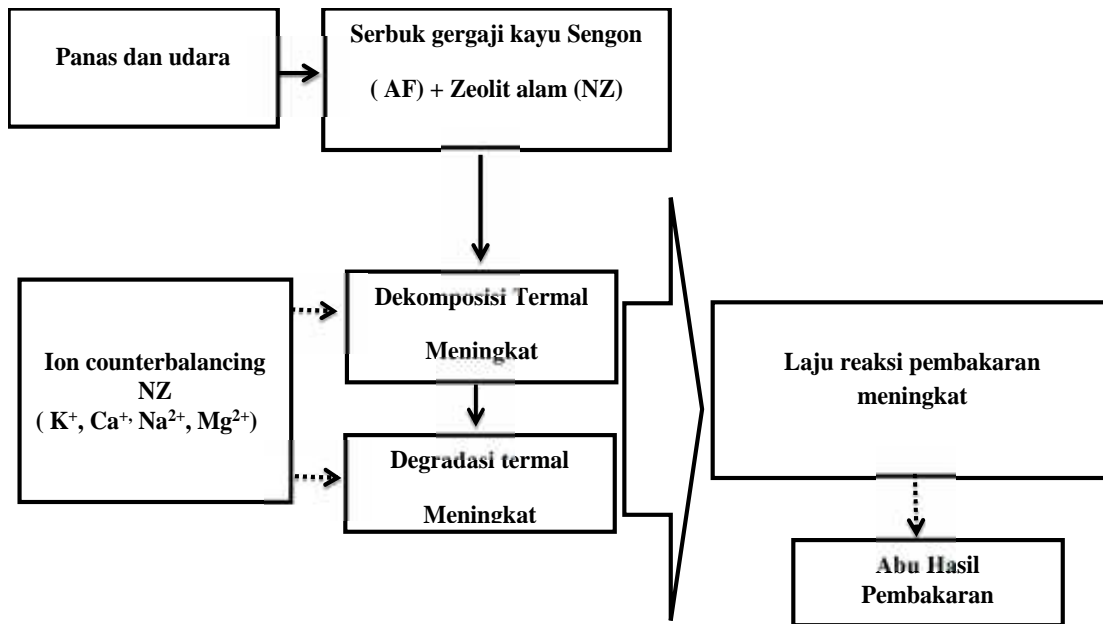 Panas dan udara
Serbuk gergaji kayu Sengon
( AF) + Zeolit alam (NZ)
Dekomposisi Termal
Meningkat
Ion counterbalancing
NZ
( K⁺, Ca⁺, Na²⁺, Mg²⁺)
Degradasi termal
Meningkat
Laju reaksi pembakaran
meningkat
Abu Hasil
Pembakaran